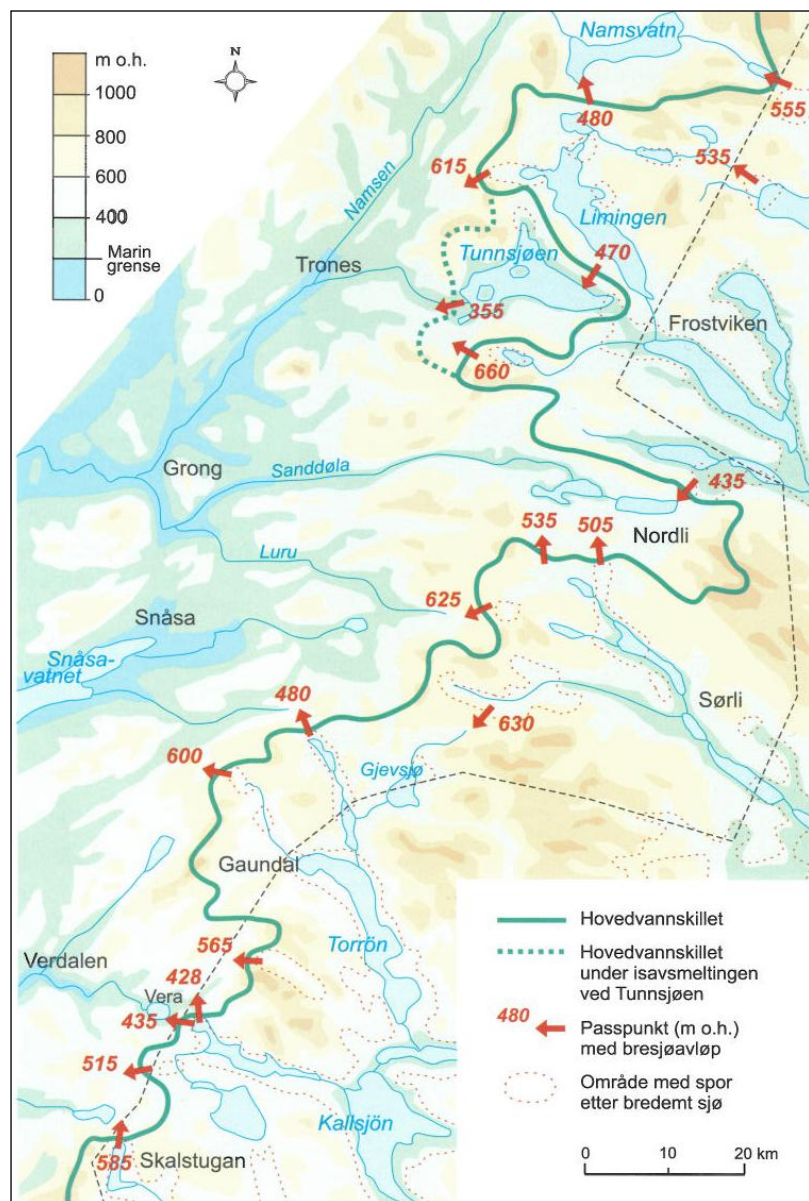 m o.h.
1000
800
600
400
Marin
grense
0
N
Namsvatn
480
555
535
615
Namsen
Limingen
Tunnsjøen
470
Trones
355
Frostviken
660
Grong
Sanddøla
435
535
505
Nordli
Luru
Snåsa
625
Snåsa-
vatnet
480
Sørli
630
600
Gjevsjø
Gaundal
Torrön
Verdalen
565
428
Vera
435
515
Kallsjön
585
Skalstugan
Hovedvannskillet
Hovedvannskillet
under isavsmeltingen
ved Tunnsjøen
480
Passpunkt (m o.h.)
med bresjøavløp
Område med spor
etter bredemt sjø
0 10 20 km